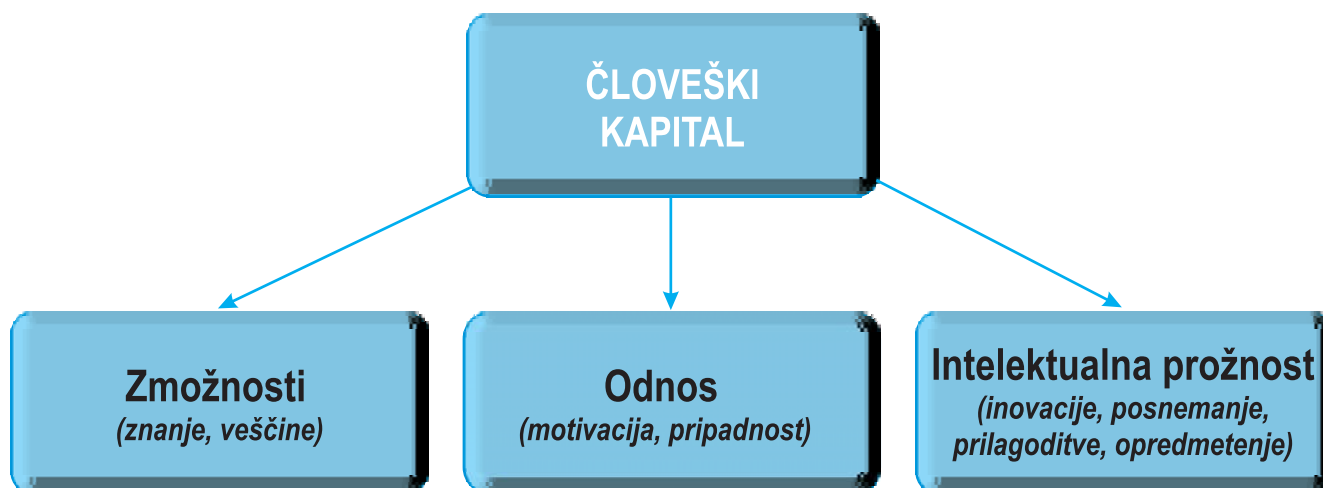 ČLOVEŠKI
KAPITAL
Zmožnosti
(znanje, veščine)
Odnos
(motivacija, pripadnost)
Intelektualna prožnost
(inovacije, posnemanje,
prilagoditve, opredmetenje)